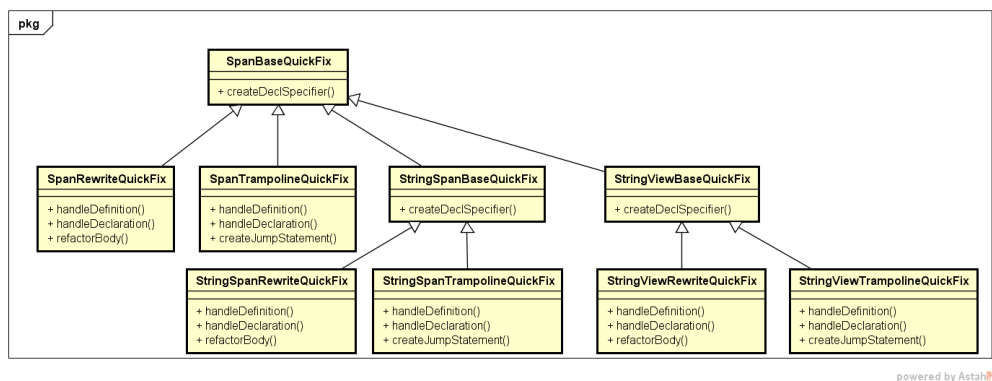 pkg
SpanBaseQuickFix
+ createDeclSpecifier()
SpanRewriteQuickFix
+ handleDefinition()
+ handleDeclaration()
+ refactorBody()
SpanTrampolineQuickFix
+ handleDefinition()
+ handleDeclaration()
+ createJumpStatement()
StringSpanBaseQuickFix
+ createDeclSpecifier()
StringViewBaseQuickFix
+ createDeclSpecifier()
StringSpanRewriteQuickFix
+ handleDefinition()
+ handleDeclaration()
+ refactorBody()
StringSpanTrampolineQuickFix
+ handleDefinition()
+ handleDeclaration()
+ createJumpStatement()
StringViewRewriteQuickFix
+ handleDefinition()
+ handleDeclaration()
+ refactorBody()
StringViewTrampolineQuickFix
+ handleDefinition()
+ handleDeclaration()
+ createJumpStatement()
powered by Astah